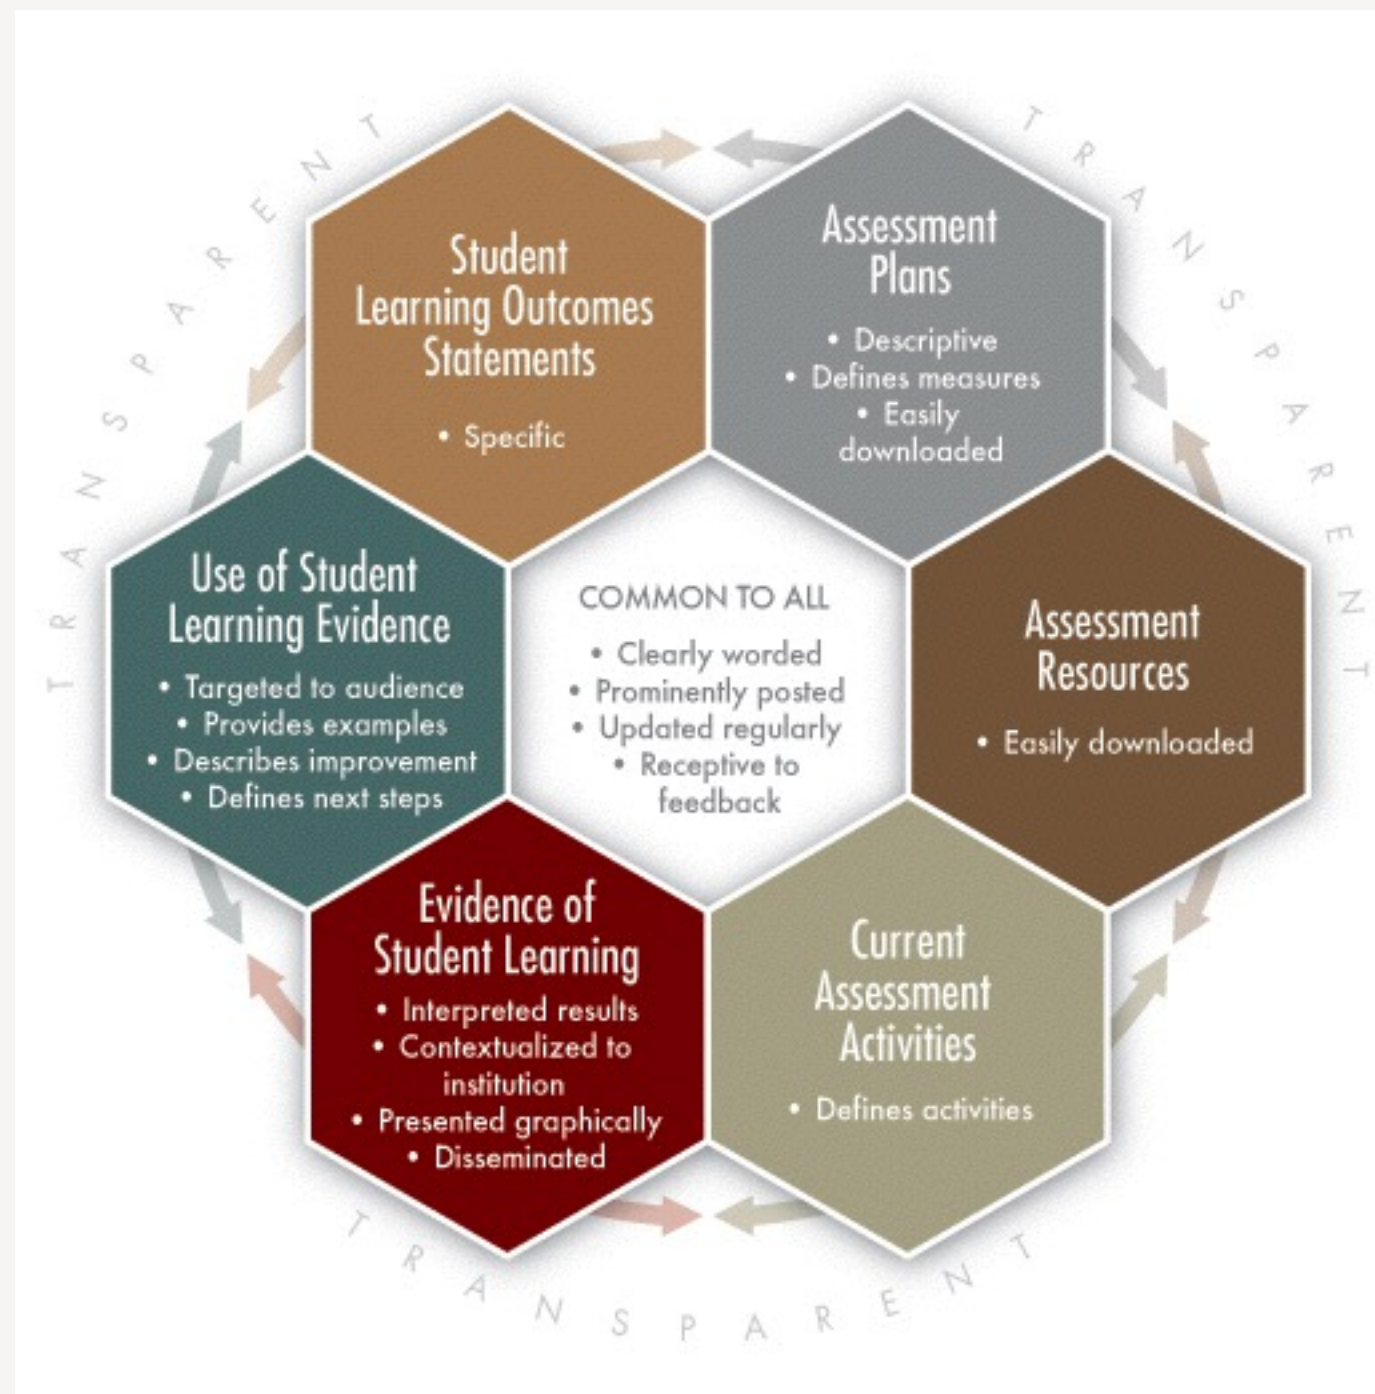 TRANSPARENT
TRANSPARENT
Student
Learning Outcomes
Statements
• Specific
Assessment
Plans
• Descriptive
• Defines measures
• Easily
downloaded
Use of Student
Learning Evidence
• Targeted to audience
• Provides examples
• Describes improvement
• Defines next steps
COMMON TO ALL
• Clearly worded
• Prominently posted
• Updated regularly
• Receptive to
feedback
Assessment
Resources
• Easily downloaded
Evidence of
Student Learning
• Interpreted results
• Contextualized to
institution
• Presented graphically
• Disseminated
Current
Assessment
Activities
• Defines activities
TRANSPARENT